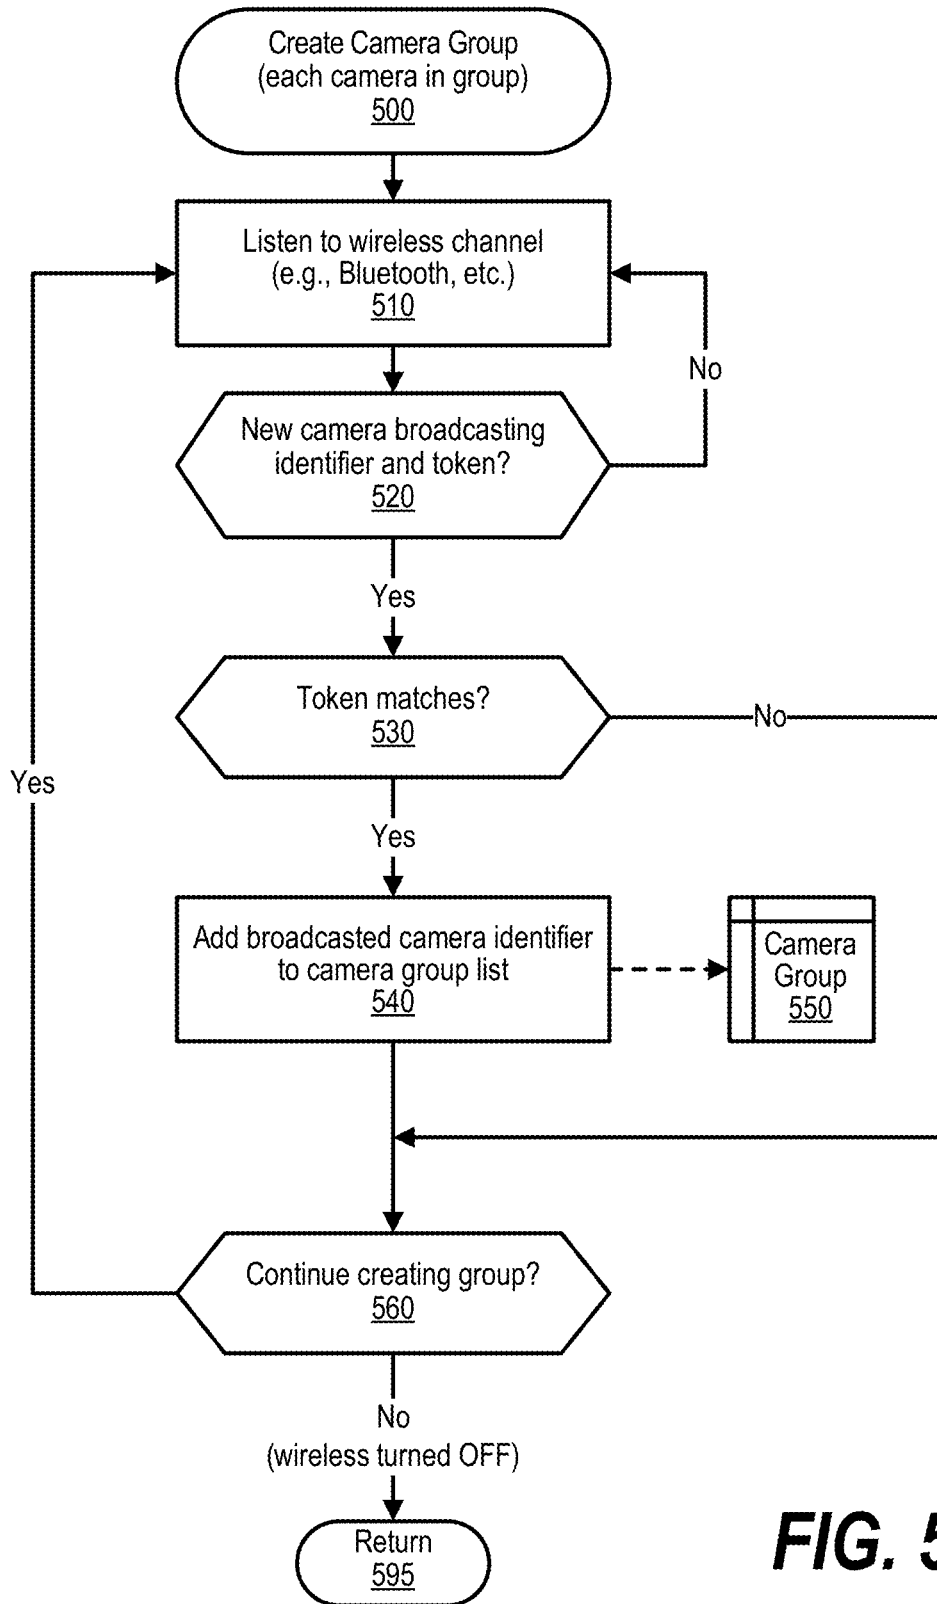 Create Camera Group
(each camera in group)
500
Listen to wireless channel
(e.g., Bluetooth, etc.)
510
No
New camera broadcasting
identifier and token?
520
Yes
Token matches?
530
No
Yes
Yes
Add broadcasted camera identifier
to camera group list
540
Camera
Group
550
Continue creating group?
560
No
(wireless turned OFF)
Return
595
FIG. 5